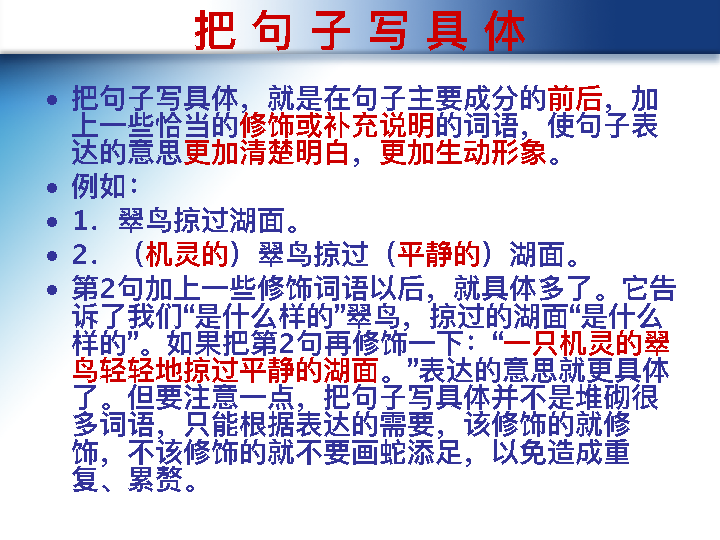 把句子写具体
• 把句子写具体，就是在句子主要成分的前后，加
上一些恰当的修饰或补充说明的词语，使句子表
达的意思更加清楚明白，更加生动形象。
• 例如：
• 1．翠鸟掠过湖面。
• 2．（机灵的）翠鸟掠过（平静的）湖面。
• 第2句加上一些修饰词语以后，就具体多了。它告
诉了我们“是什么样的”翠鸟，掠过的湖面“是什么
样的”。如果把第2句再修饰一下：“一只机灵的翠
鸟轻轻地掠过平静的湖面。”表达的意思就更具体
了。但要注意一点，把句子写具体并不是堆砌很
多词语，只能根据表达的需要，该修饰的就修
饰，不该修饰的就不要画蛇添足，以免造成重
复、累赘。